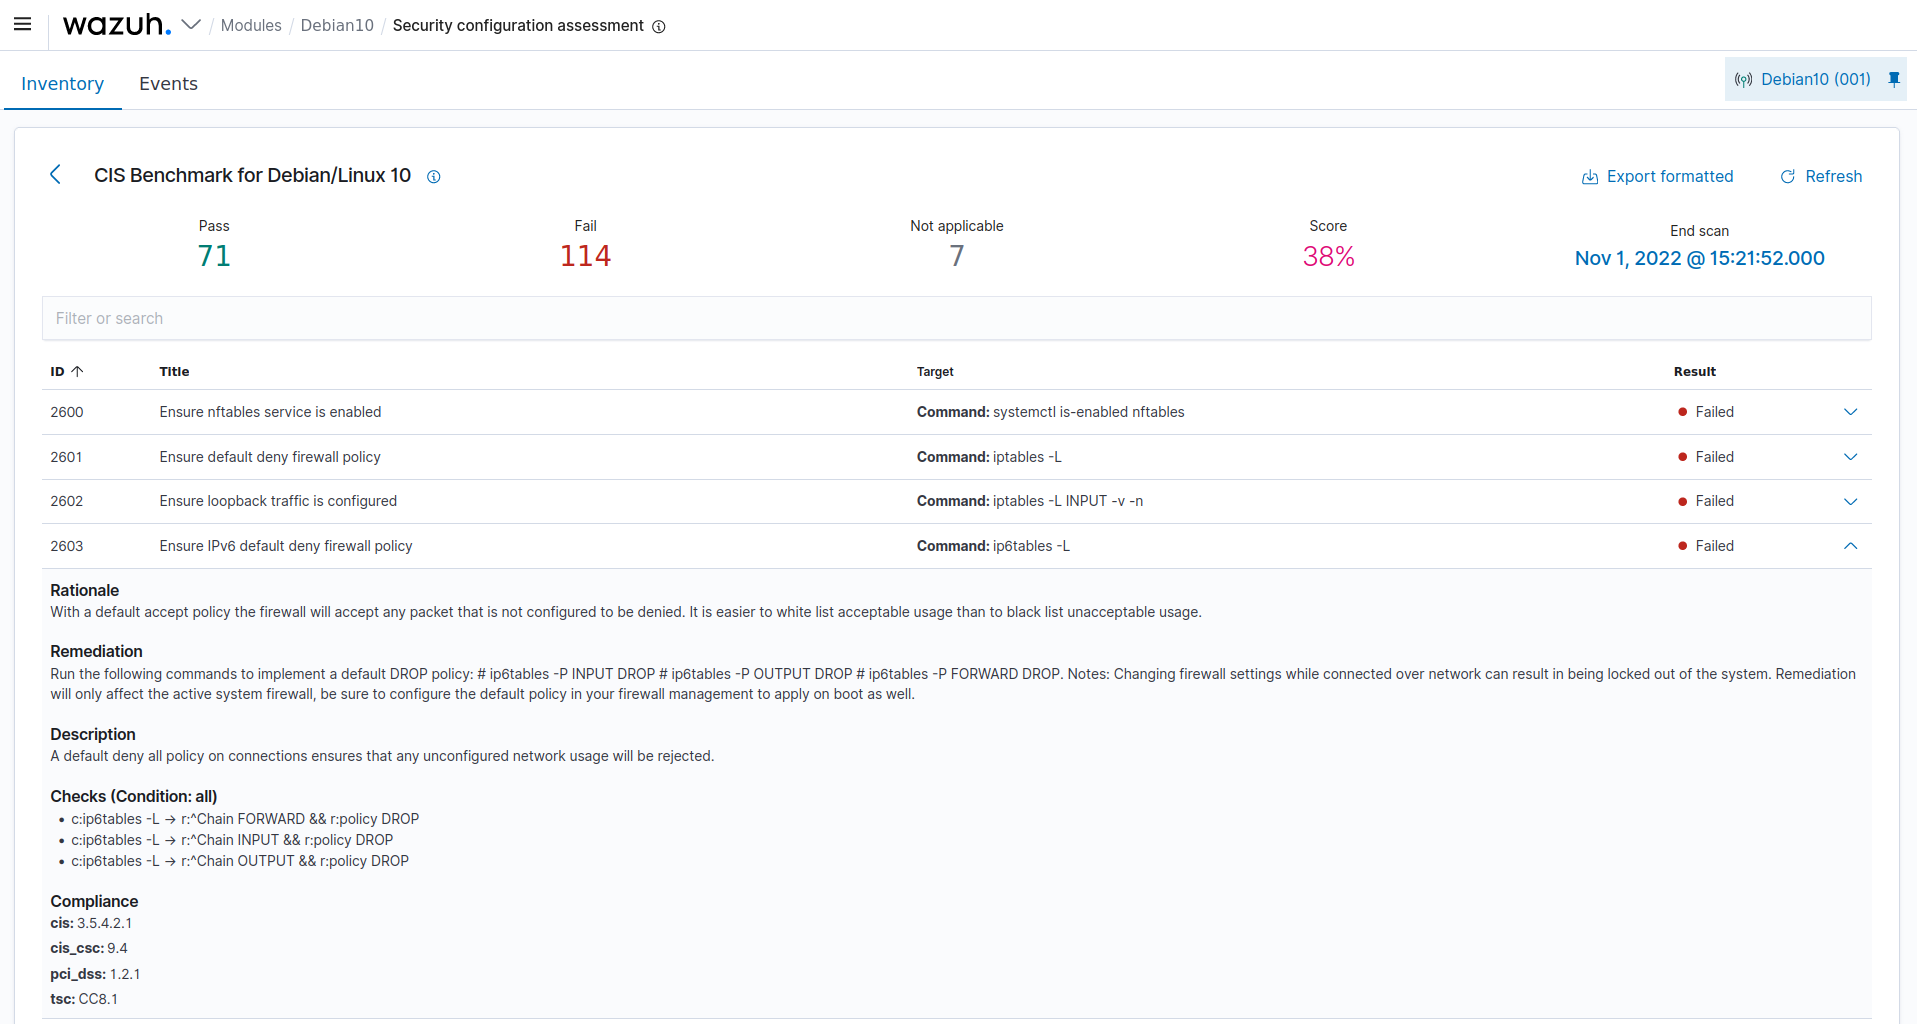 wazuh. / Modules / Debian10 / Security configuration assessment
Inventory Events Debian10 (001)
CIS Benchmark for Debian/Linux 10 Export formatted Refresh
Pass Fail Not applicable Score End scan
71 114 7 38% Nov 1, 2022 @ 15:21:52.000
Filter or search
ID ↑ Title Target Result
2600 Ensure nftables service is enabled Command: systemctl is-enabled nftables Failed
2601 Ensure default deny firewall policy Command: iptables -L Failed
2602 Ensure loopback traffic is configured Command: iptables -L INPUT -v -n Failed
2603 Ensure IPv6 default deny firewall policy Command: ip6tables -L Failed
Rationale
With a default accept policy the firewall will accept any packet that is not configured to be denied. It is easier to white list acceptable usage than to black list unacceptable usage.
Remediation
Run the following commands to implement a default DROP policy: # ip6tables -P INPUT DROP # ip6tables -P OUTPUT DROP # ip6tables -P FORWARD DROP. Notes: Changing firewall settings while connected over network can result in being locked out of the system. Remediation
will only affect the active system firewall, be sure to configure the default policy in your firewall management to apply on boot as well.
Description
A default deny all policy on connections ensures that any unconfigured network usage will be rejected.
Checks (Condition: all)
• c:ip6tables -L → r:^Chain FORWARD && r:policy DROP
• c:ip6tables -L → r:^Chain INPUT && r:policy DROP
• c:ip6tables -L → r:^Chain OUTPUT && r:policy DROP
Compliance
cis: 3.5.4.2.1
cis_csc: 9.4
pci_dss: 1.2.1
tsc: CC8.1